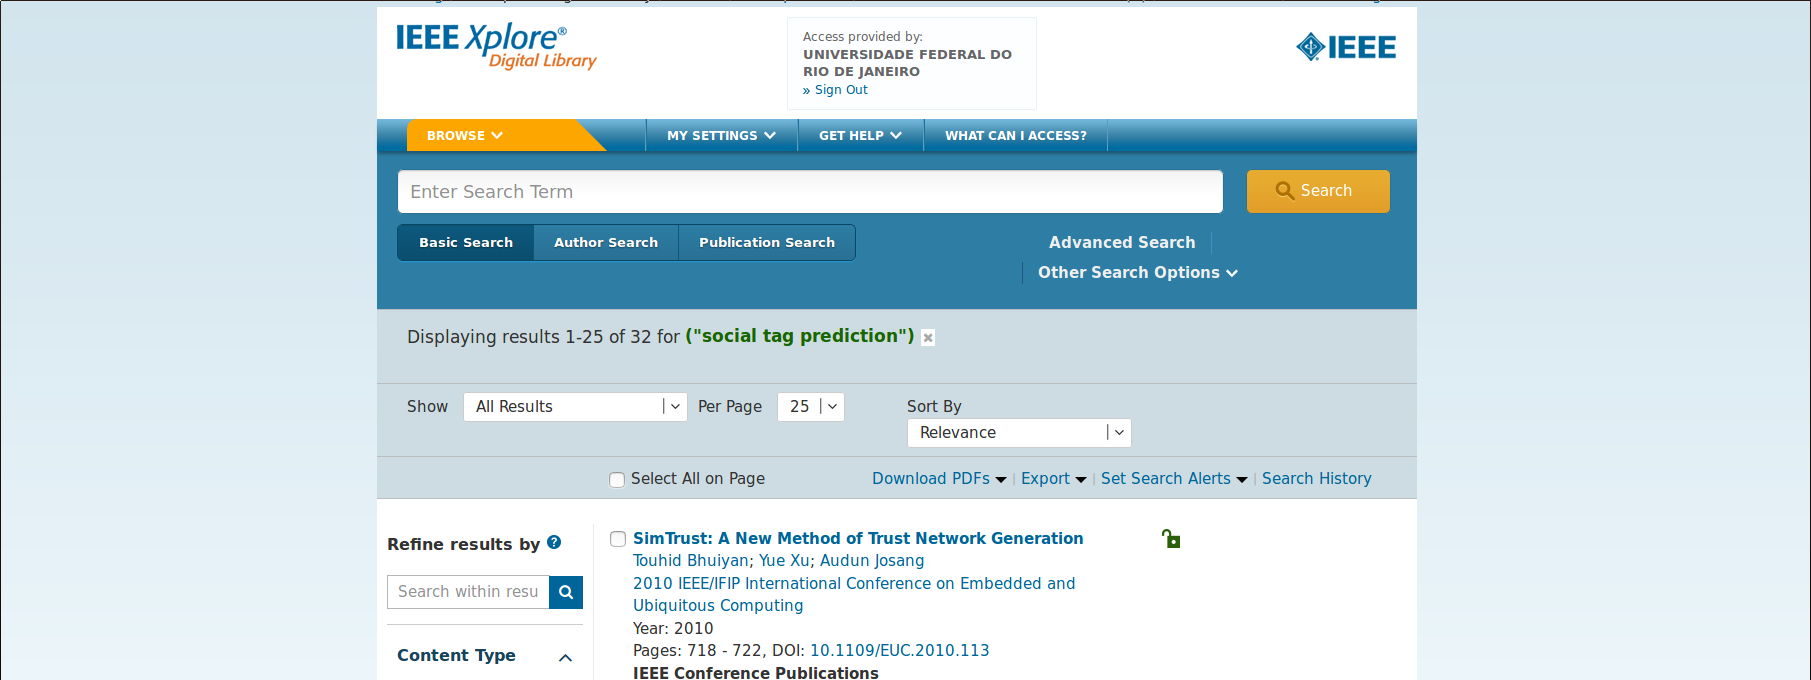 IEEE Xplore®
Digital Library
Access provided by:
UNIVERSIDADE FEDERAL DO
RIO DE JANEIRO
» Sign Out
IEEE
BROWSE
MY SETTINGS
GET HELP
WHAT CAN I ACCESS?
Enter Search Term
Search
Basic Search
Author Search
Publication Search
Advanced Search
Other Search Options
Displaying results 1-25 of 32 for ("social tag prediction")
Show All Results Per Page 25 Sort By
Relevance
Select All on Page
Download PDFs | Export | Set Search Alerts | Search History
Refine results by ?
Search within resu
Content Type
SimTrust: A New Method of Trust Network Generation
Touhid Bhuiyan; Yue Xu; Audun Josang
2010 IEEE/IFIP International Conference on Embedded and
Ubiquitous Computing
Year: 2010
Pages: 718 - 722, DOI: 10.1109/EUC.2010.113
IEEE Conference Publications